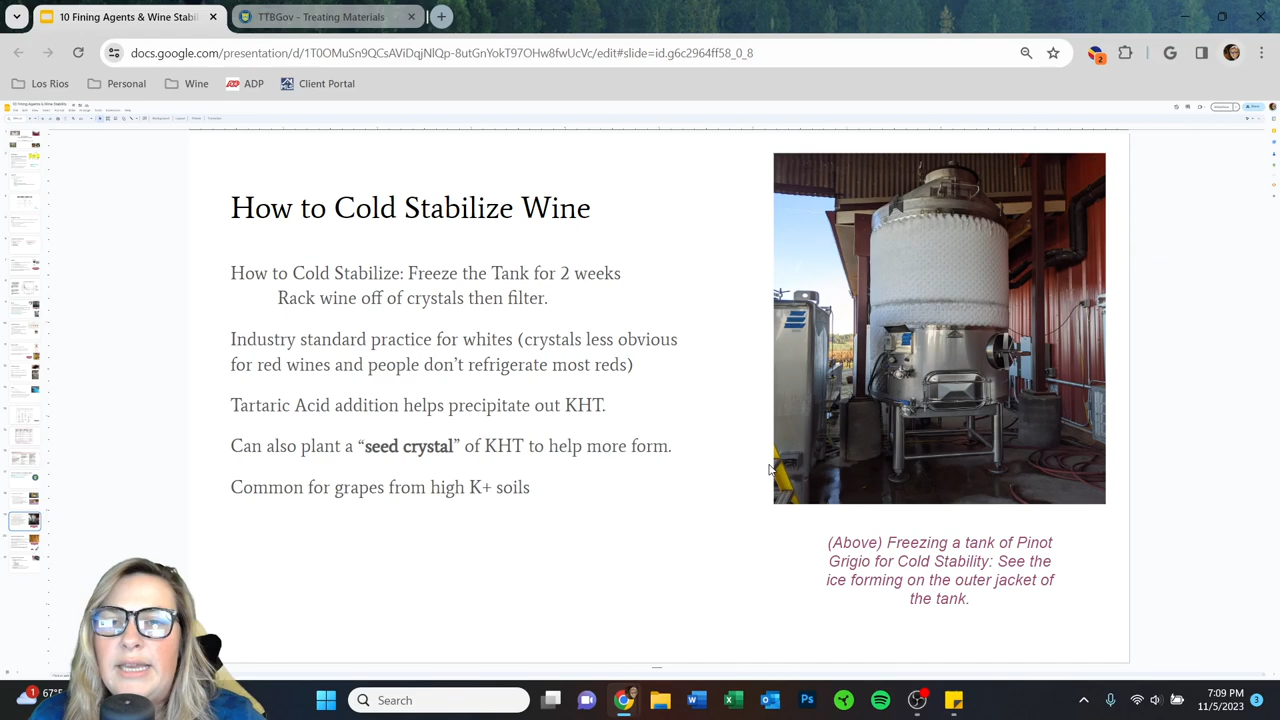 10 Fining Agents & Wine Stabil
TTBGov - Treating Materials
docs.google.com/presentation/d/1T0OMuSn9QCsAViDqjNlQp-8utGnYokT97OHw8fwUcVc/edit#slide=id.g6c2964ff58_0_8
2
Los Rios
Personal
Wine
ADP
Client Portal
How to Cold Stabilize Wine
How to Cold Stabilize: Freeze the Tank for 2 weeks
Rack wine off of crystals then filter.
Industry standard practice for whites (crystals less obvious
for red wines and people don't refrigerate most reds)
Tartaric Acid addition helps precipitate out KHT.
Can also plant a “seed crystal” of KHT to help more form.
Common for grapes from high K+ soils
(Above) Freezing a tank of Pinot
Grigio for Cold Stability: See the
ice forming on the outer jacket of
the tank.
1
67°F
Search
7:09 PM
11/5/2023
3